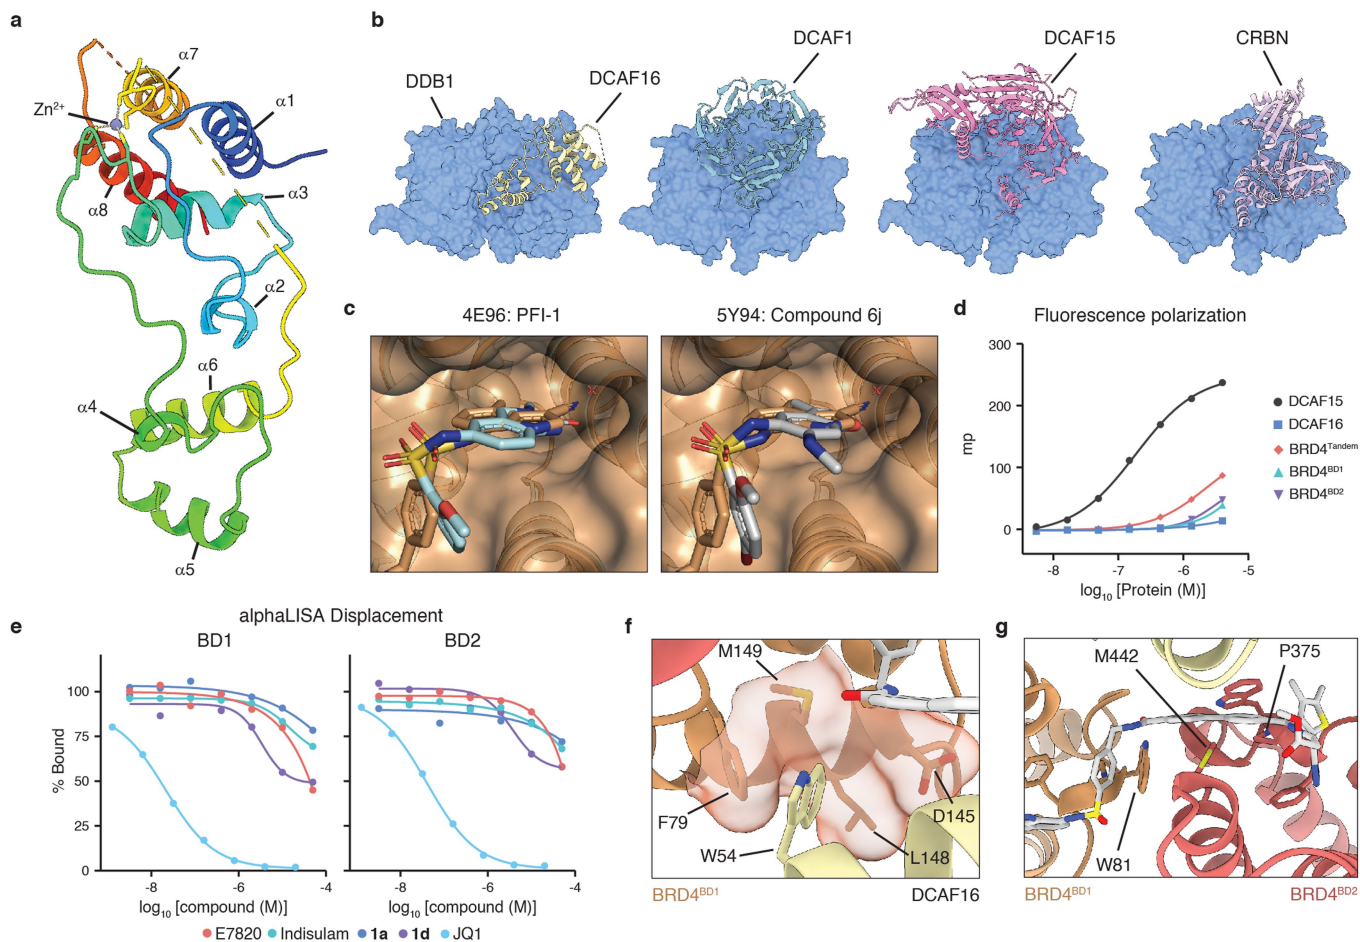 a
α7
Zn²⁺
α1
α8
α3
α2
α6
α4
α5
b
DDB1
DCAF16
DCAF1
DCAF15
CRBN
c
4E96: PFI-1
5Y94: Compound 6j
d
Fluorescence polarization
300
200
100
0
mp
-8
-7
-6
-5
log₁₀ [Protein (M)]
DCAF15
DCAF16
BRD4ᵀᵃⁿᵈᵉᵐ
BRD4ᴮᴰ¹
BRD4ᴮᴰ²
e
alphaLISA Displacement
BD1
BD2
100
75
50
25
0
% Bound
-8
-6
-4
-8
-6
-4
log₁₀ [compound (M)]
log₁₀ [compound (M)]
E7820
Indisulam
1a
1d
JQ1
f
M149
F79
W54
D145
L148
BRD4ᴮᴰ¹
DCAF16
g
M442
P375
W81
BRD4ᴮᴰ¹
BRD4ᴮᴰ²